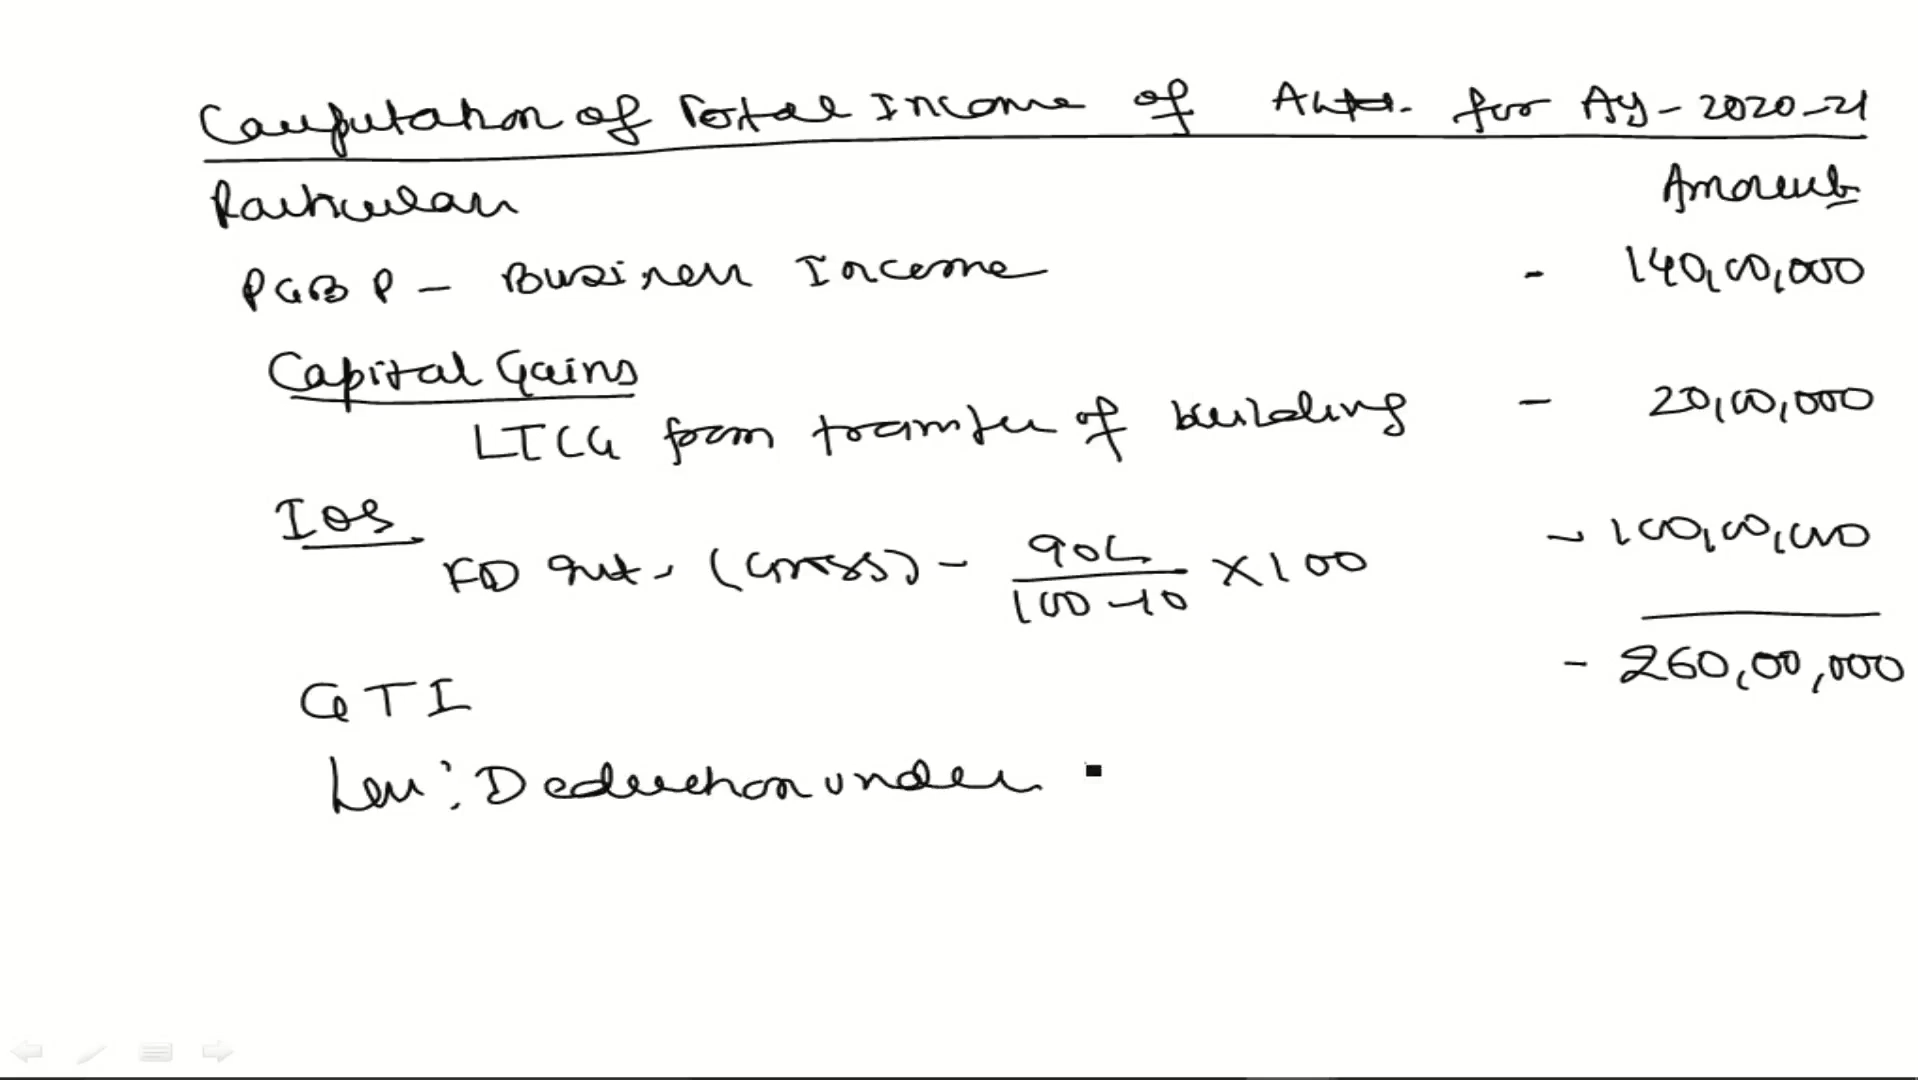 Computation of Total Income of for AY-2020-21
Particulars Amount
PGBP - Business Income - 140,00,000
Capital Gains
LTCG from transfer of building - 20,00,000
IOS
FD Int. (Gross) - 90L / 100-10 X 100 - 100,00,000
GTI - 260,00,000
Less: Deduction under